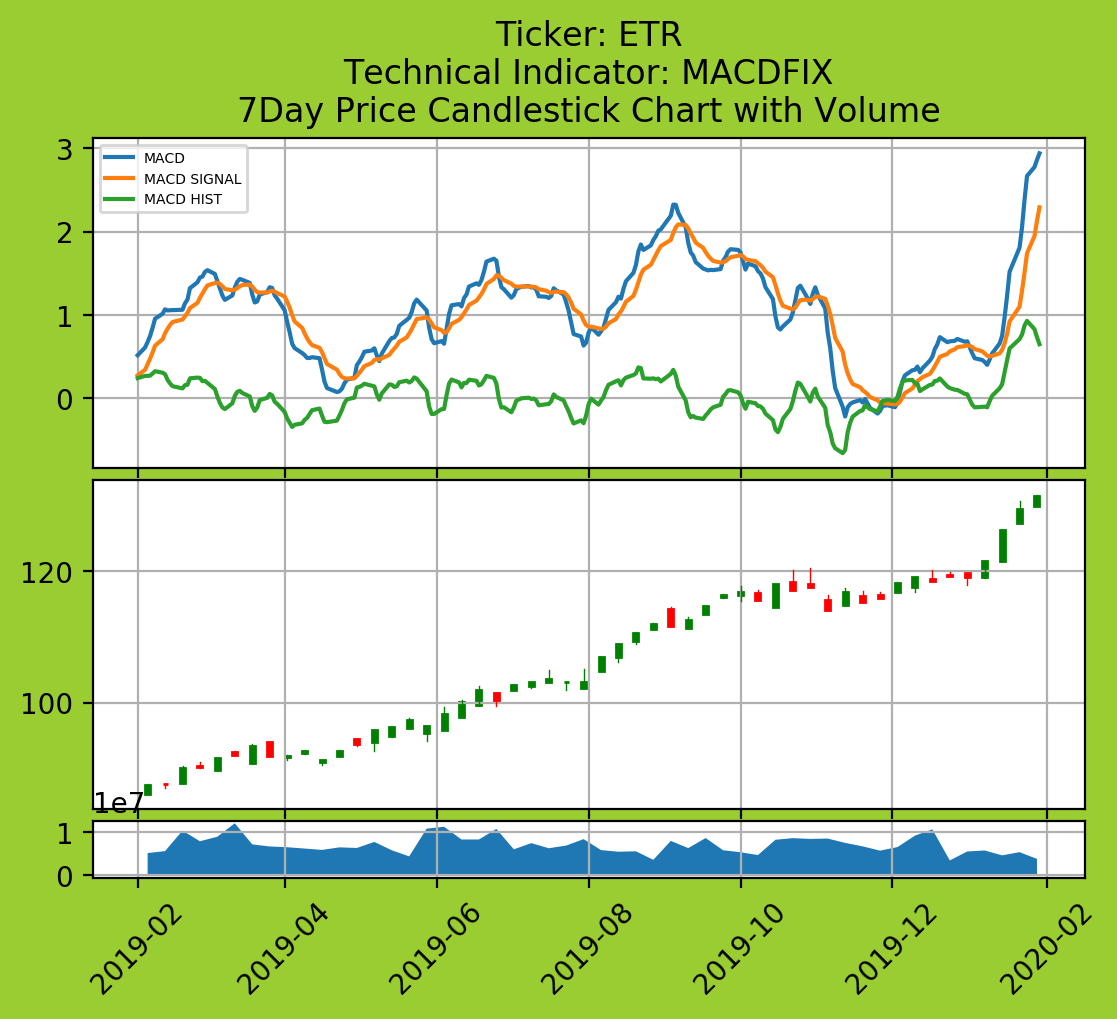 Ticker: ETR
Technical Indicator: MACDFIX
7Day Price Candlestick Chart with Volume
3
2
1
0
MACD
MACD SIGNAL
MACD HIST
120
100
1e7
1
0
2019-02
2019-04
2019-06
2019-08
2019-10
2019-12
2020-02